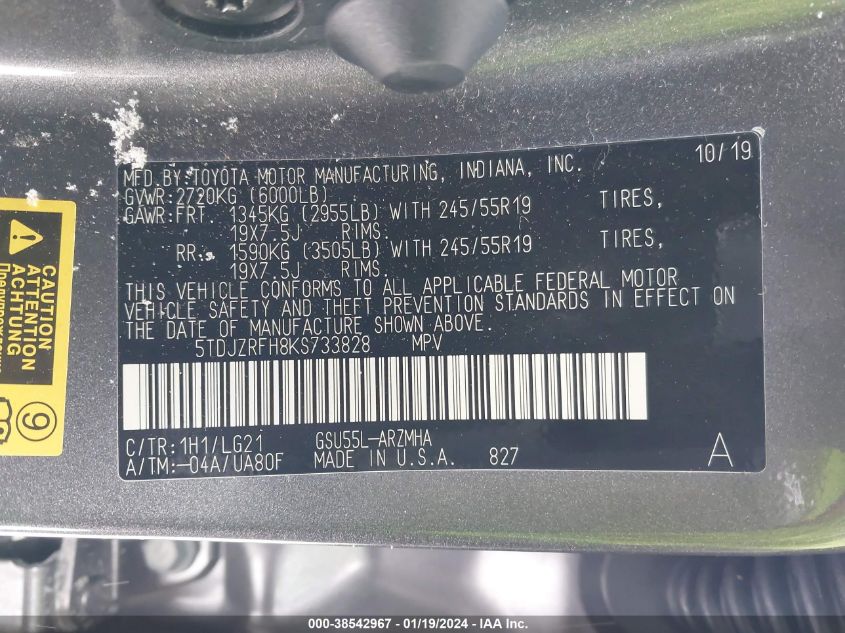 MFD.BY:TOYOTA MOTOR MANUFACTURING, INDIANA, INC. 10/19
GVWR:2720KG (6000LB)
GAWR:FRT. 1345KG (2955LB) WITH 245/55R19 TIRES,
19X7.5J RIMS.
RR. 1590KG (3505LB) WITH 245/55R19 TIRES,
19X7.5J RIMS.
THIS VEHICLE CONFORMS TO ALL APPLICABLE FEDERAL MOTOR
VEHICLE SAFETY AND THEFT PREVENTION STANDARDS IN EFFECT ON
THE DATE OF MANUFACTURE SHOWN ABOVE.
5TDJZRFH8KS733828 MPV
C/TR:1H1/LG21 GSU55L-ARZMHA
A/TM:-04A/UA80F MADE IN U.S.A. 827 A
CAUTION
ATTENTION
ACHTUNG
9
000-38542967 - 01/19/2024 - IAA Inc.